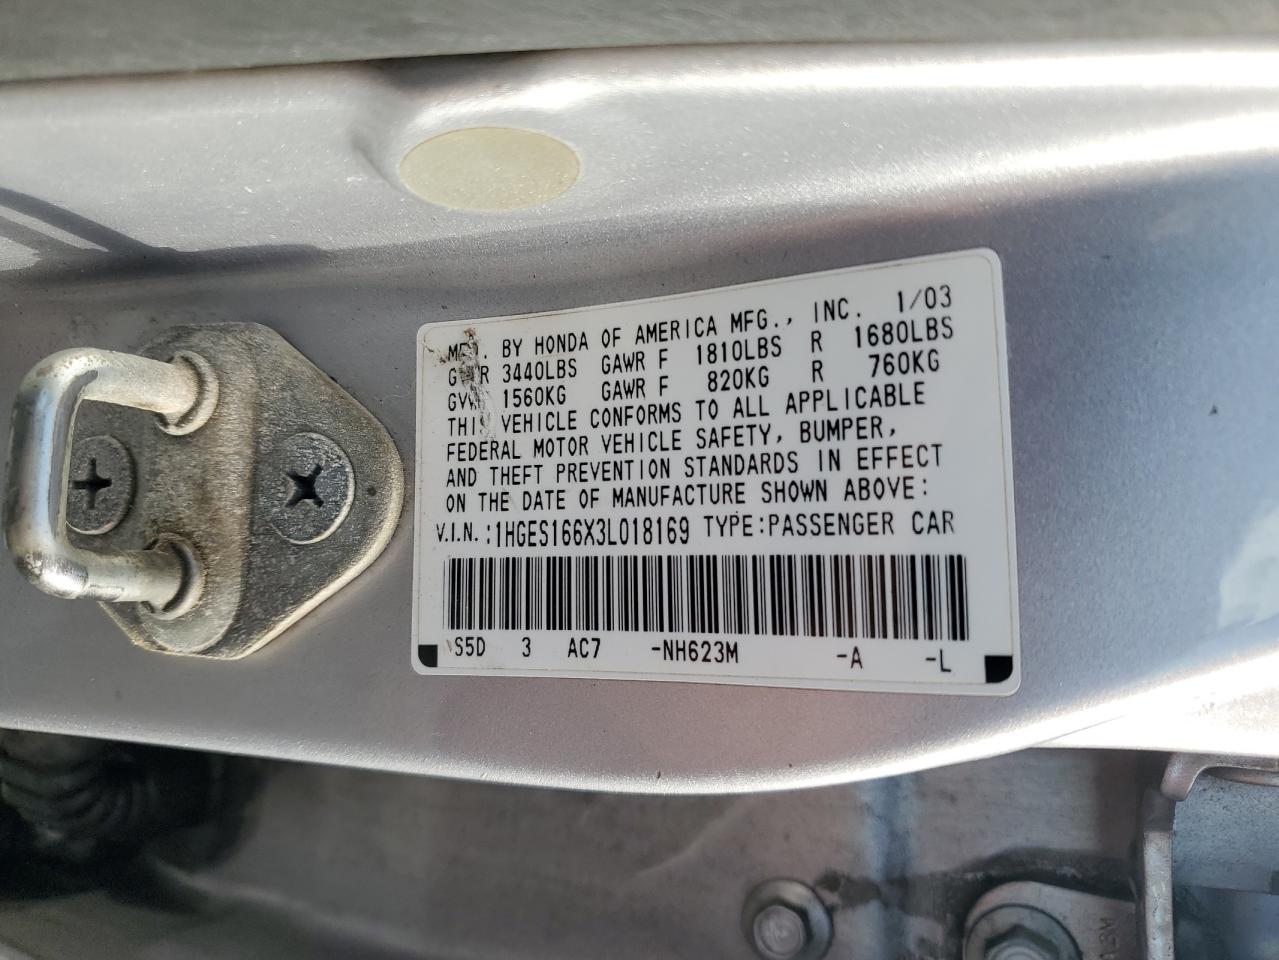 BY HONDA OF AMERICA MFG., INC. 1/03
3440LBS GAWR F 1810LBS R 1680LBS
1560KG GAWR F 820KG R 760KG
THIS VEHICLE CONFORMS TO ALL APPLICABLE
FEDERAL MOTOR VEHICLE SAFETY, BUMPER,
AND THEFT PREVENTION STANDARDS IN EFFECT
ON THE DATE OF MANUFACTURE SHOWN ABOVE:
V.I.N.:1HGES166X3L018169 TYPE:PASSENGER CAR
S5D 3 AC7 -NH623M -A -L